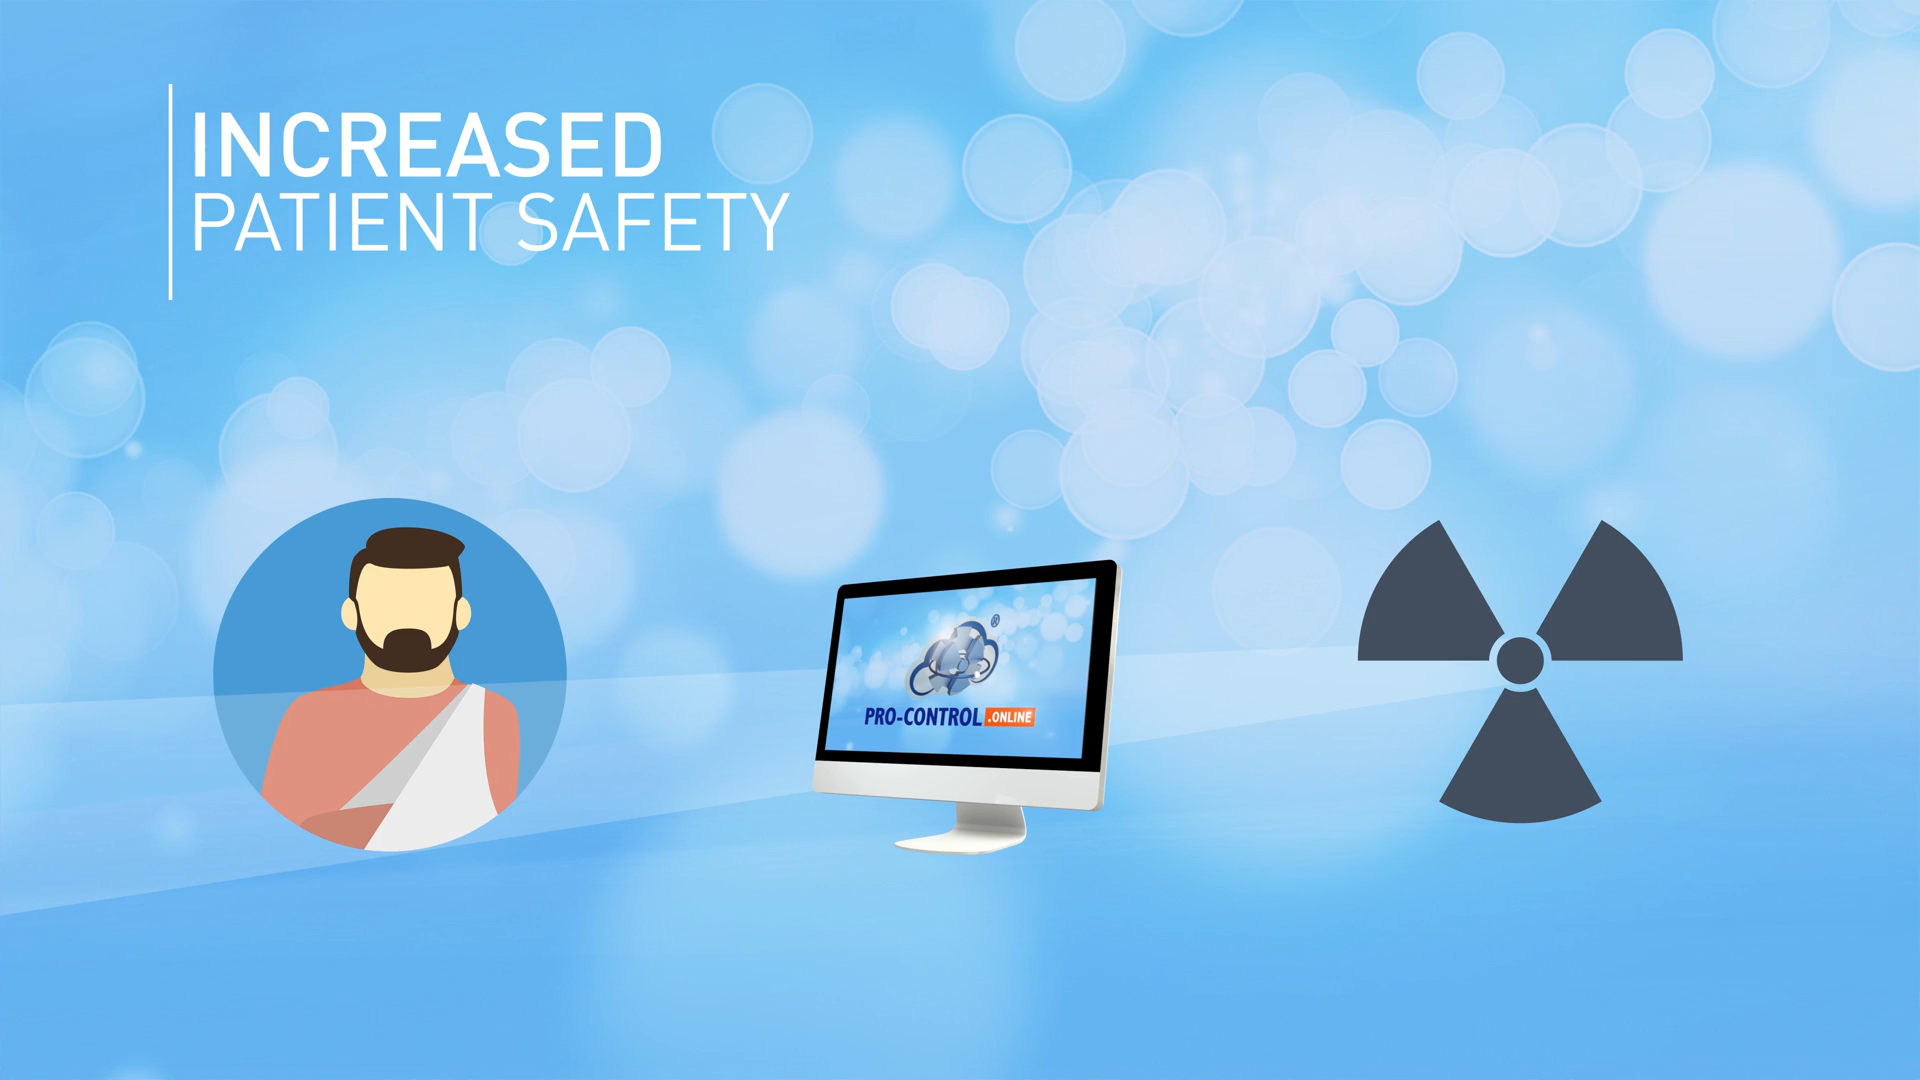 INCREASED
PATIENT SAFETY
®
PRO-CONTROL .ONLINE